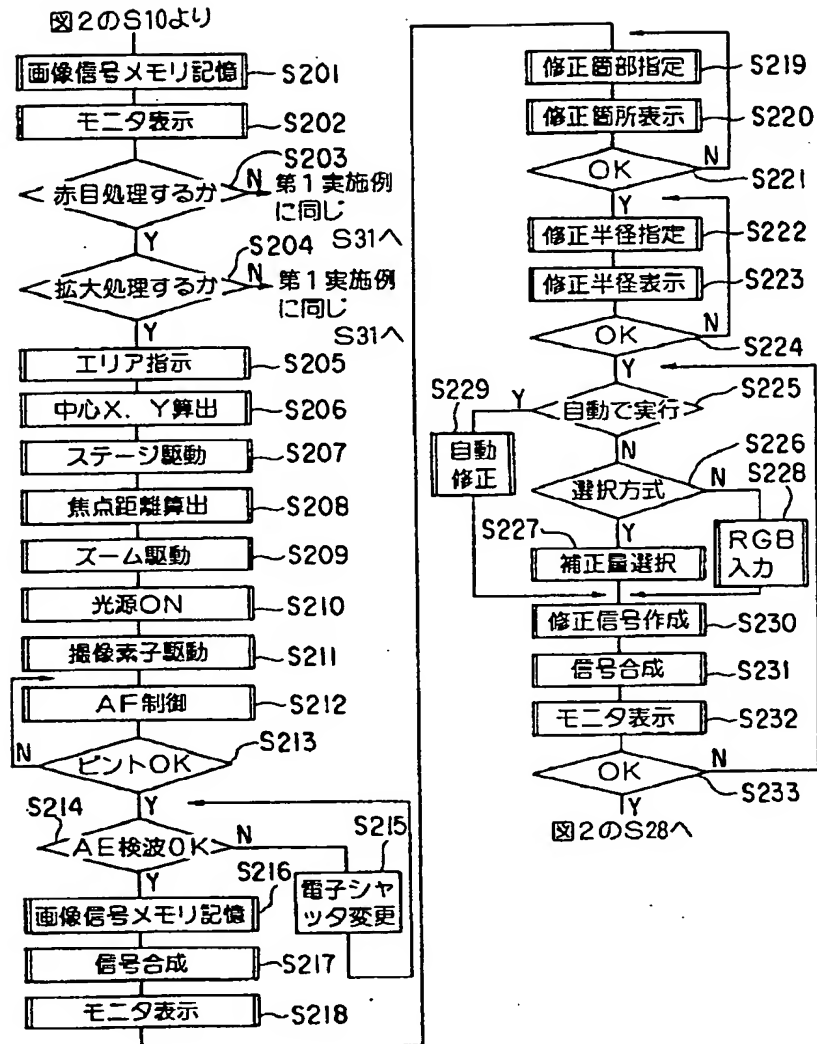 図2のS10より
画像信号メモリ記憶 S201
モニタ表示 S202
S203
赤目処理するか N 第1実施例
に同じ
Y S31へ
S204
拡大処理するか N 第1実施例
に同じ
Y S31へ
エリア指示 S205
中心X．Y算出 S206
ステージ駆動 S207
焦点距離算出 S208
ズーム駆動 S209
光源ON S210
撮像素子駆動 S211
AF制御 S212
S213
N ピントOK
Y
S214
AE検波OK N
S215
電子シャ
ッタ変更
Y S216
画像信号メモリ記憶
信号合成 S217
モニタ表示 S218
修正箇部指定 S219
修正箇所表示 S220
OK N
S221
Y
修正半径指定 S222
修正半径表示 S223
OK N
S224
Y
S225
Y 自動で実行
S229
自動
修正
N
S226
選択方式 N
S228
RGB
入力
S227 Y
補正量選択
修正信号作成 S230
信号合成 S231
モニタ表示 S232
OK N
S233
Y
図2のS28へ